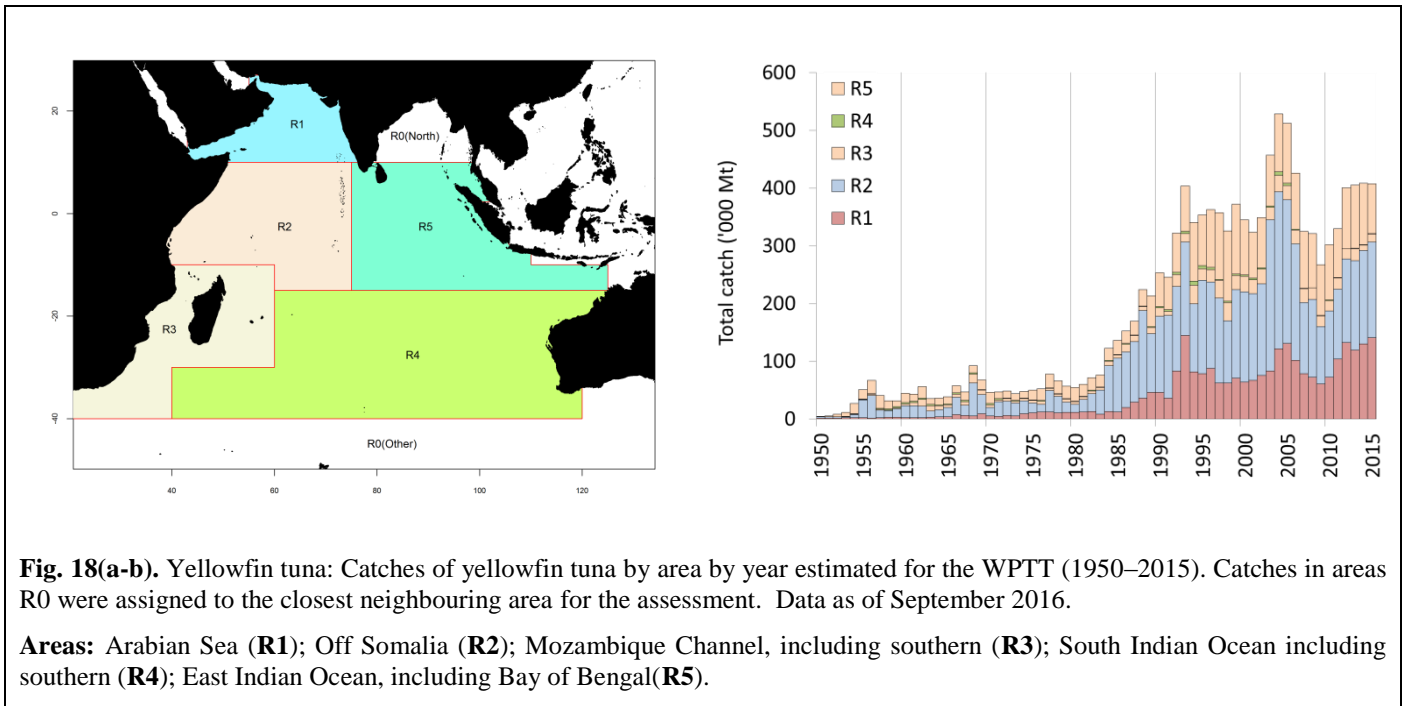 20
0
-20
-40
R1
R0(North)
R2
R5
R3
R4
R0(Other)
40
60
80
100
120
Total catch ('000 Mt)
600
500
400
300
200
100
0
R5
R4
R3
R2
R1
1950
1955
1960
1965
1970
1975
1980
1985
1990
1995
2000
2005
2010
2015
Fig. 18(a-b). Yellowfin tuna: Catches of yellowfin tuna by area by year estimated for the WPTT (1950–2015). Catches in areas
R0 were assigned to the closest neighbouring area for the assessment. Data as of September 2016.
Areas: Arabian Sea (R1); Off Somalia (R2); Mozambique Channel, including southern (R3); South Indian Ocean including
southern (R4); East Indian Ocean, including Bay of Bengal(R5).